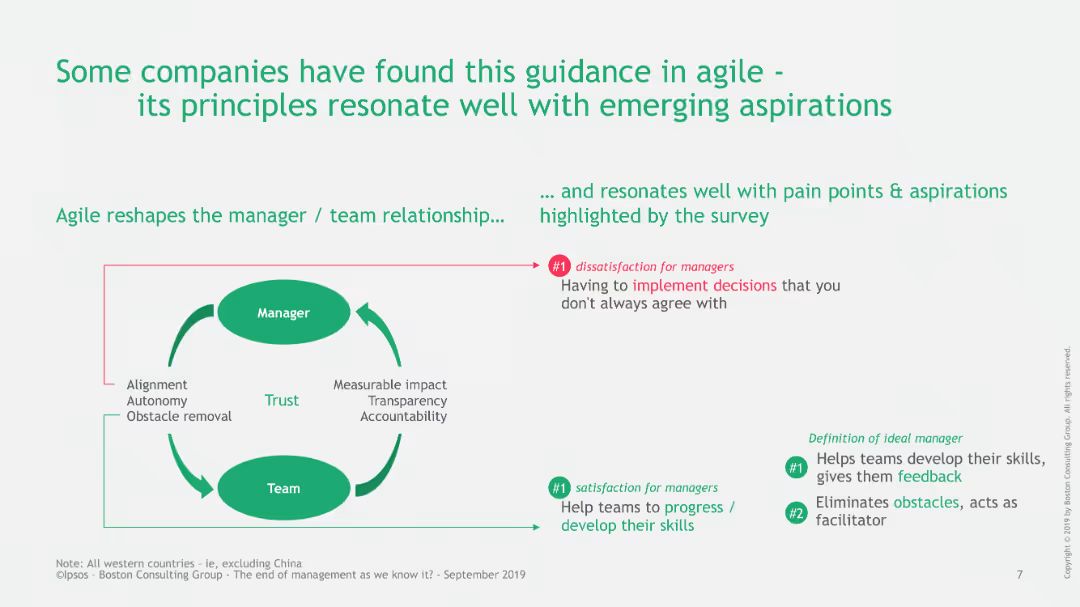 Some companies have found this guidance in agile -
its principles resonate well with emerging aspirations
Agile reshapes the manager / team relationship…
… and resonates well with pain points & aspirations
highlighted by the survey
Manager
Alignment
Autonomy
Obstacle removal
Trust
Measurable impact
Transparency
Accountability
Team
#1 dissatisfaction for managers
Having to implement decisions that you
don't always agree with
#1 satisfaction for managers
Help teams to progress /
develop their skills
Definition of ideal manager
#1 Helps teams develop their skills,
gives them feedback
#2 Eliminates obstacles, acts as
facilitator
Note: All western countries - ie, excluding China
©Ipsos - Boston Consulting Group - The end of management as we know it? - September 2019
7
Copyright © 2019 by Boston Consulting Group. All rights reserved.